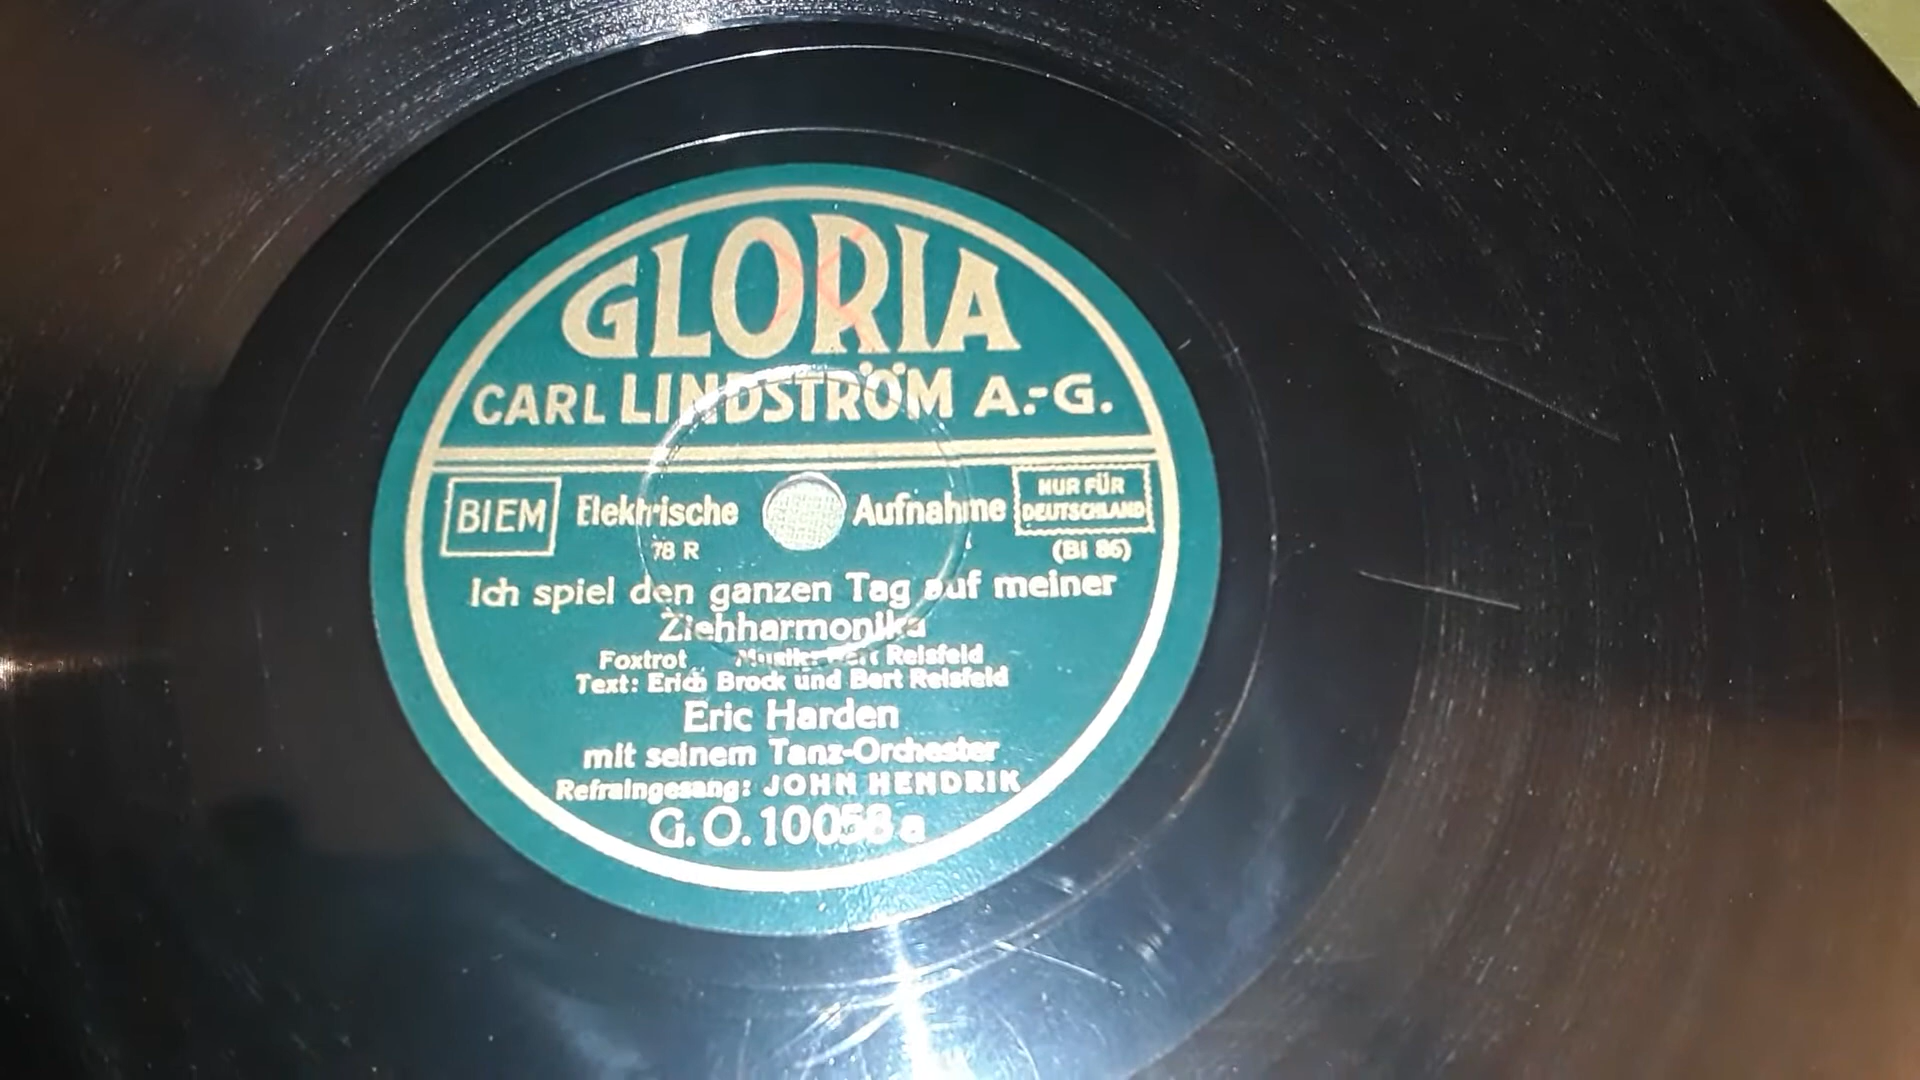 GLORIA
CARL LINDSTRÖM A.-G.
BIEM Elektrische Aufnahme NUR FÜR DEUTSCHLAND
78 R (Bi 86)
Ich spiel den ganzen Tag auf meiner
Ziehharmonika
Foxtrot Musik: Bert Reisfeld
Text: Erich Brock und Bert Reisfeld
Eric Harden
mit seinem Tanz-Orchester
Refraingesang: JOHN HENDRIK
G.O. 10058 a